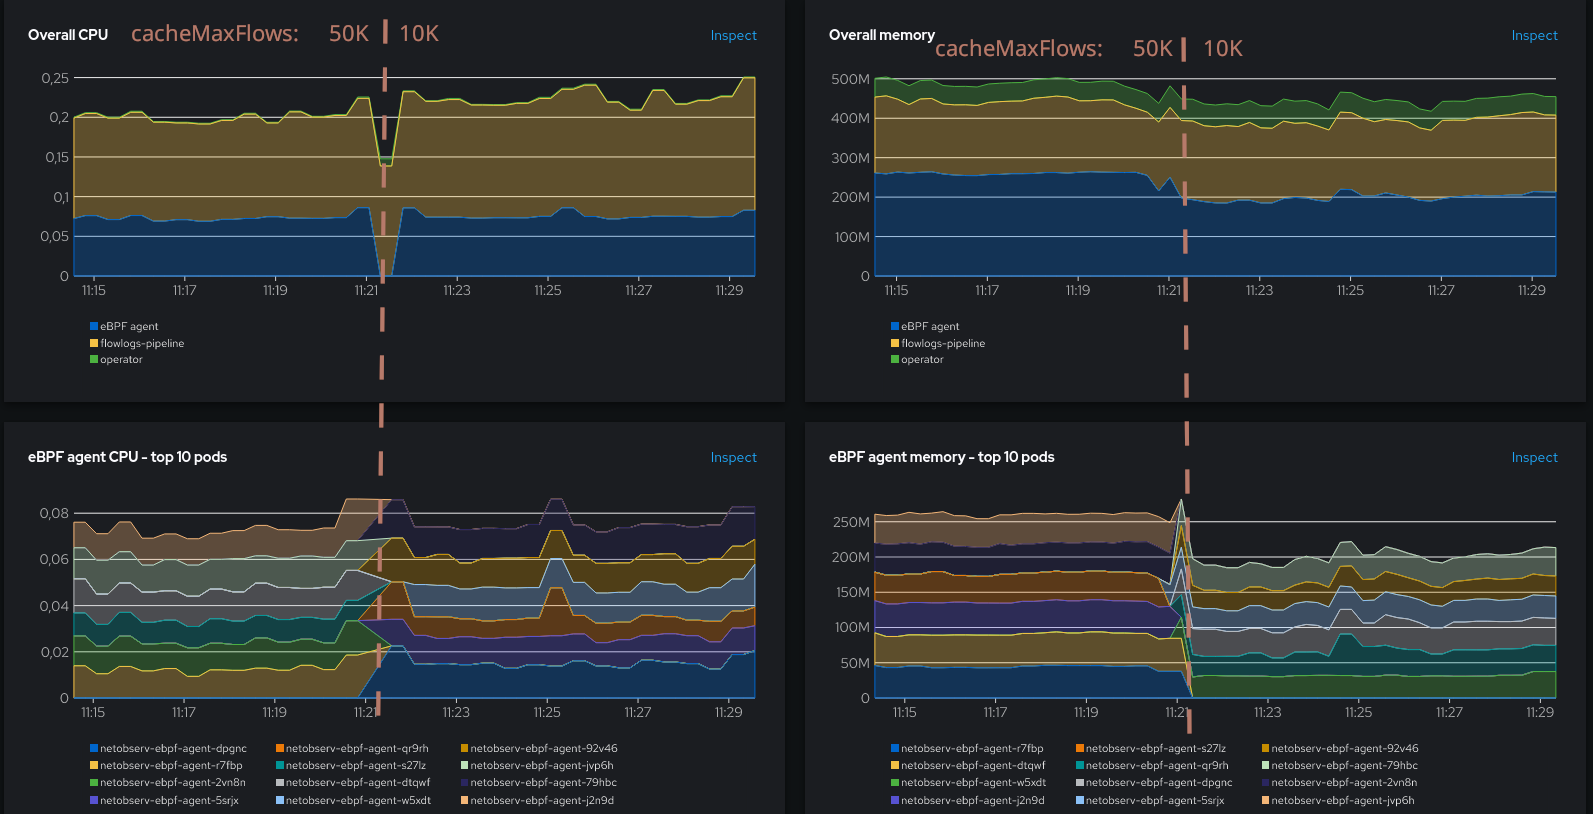 Overall CPU cacheMaxFlows: 50K 10K Inspect
0,25
0,2
0,15
0,1
0,05
0
11:15 11:17 11:19 11:21 11:23 11:25 11:27 11:29
eBPF agent
flowlogs-pipeline
operator
Overall memory cacheMaxFlows: 50K 10K Inspect
500M
400M
300M
200M
100M
0
11:15 11:17 11:19 11:21 11:23 11:25 11:27 11:29
eBPF agent
flowlogs-pipeline
operator
eBPF agent CPU - top 10 pods Inspect
0,08
0,06
0,04
0,02
0
11:15 11:17 11:19 11:21 11:23 11:25 11:27 11:29
netobserv-ebpf-agent-dpgnc netobserv-ebpf-agent-qr9rh netobserv-ebpf-agent-92v46
netobserv-ebpf-agent-r7fbp netobserv-ebpf-agent-s27lz netobserv-ebpf-agent-jvp6h
netobserv-ebpf-agent-2vn8n netobserv-ebpf-agent-dtqwf netobserv-ebpf-agent-79hbc
netobserv-ebpf-agent-5srjx netobserv-ebpf-agent-w5xdt netobserv-ebpf-agent-j2n9d
eBPF agent memory - top 10 pods Inspect
250M
200M
150M
100M
50M
0
11:15 11:17 11:19 11:21 11:23 11:25 11:27 11:29
netobserv-ebpf-agent-r7fbp netobserv-ebpf-agent-s27lz netobserv-ebpf-agent-92v46
netobserv-ebpf-agent-dtqwf netobserv-ebpf-agent-qr9rh netobserv-ebpf-agent-79hbc
netobserv-ebpf-agent-w5xdt netobserv-ebpf-agent-dpgnc netobserv-ebpf-agent-2vn8n
netobserv-ebpf-agent-j2n9d netobserv-ebpf-agent-5srjx netobserv-ebpf-agent-jvp6h